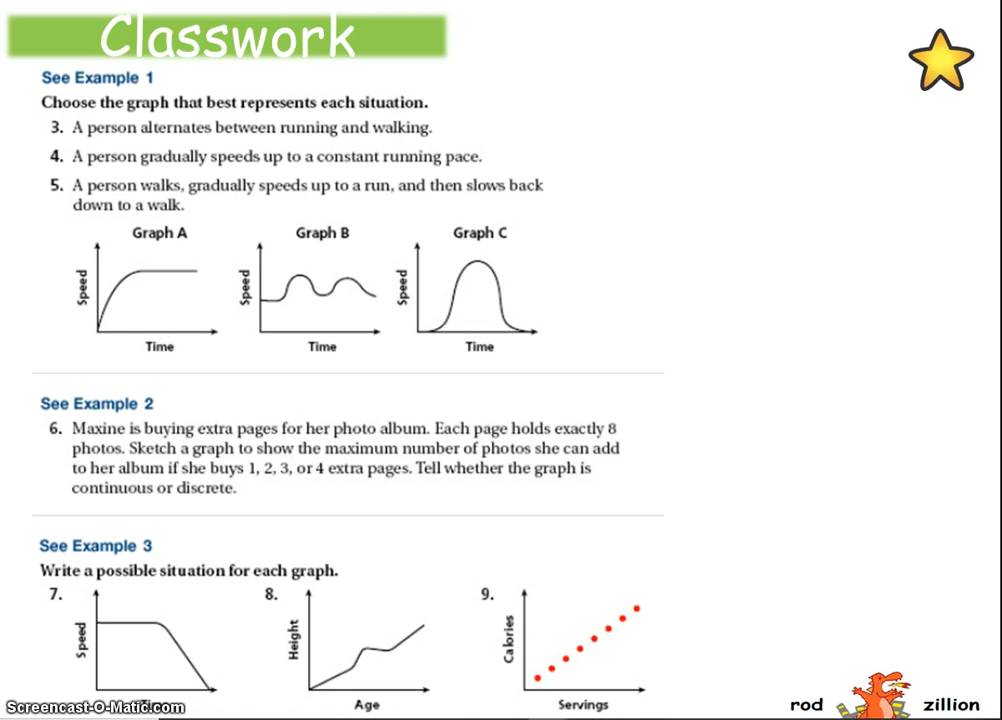 Classwork
See Example 1
Choose the graph that best represents each situation.
3. A person alternates between running and walking.
4. A person gradually speeds up to a constant running pace.
5. A person walks, gradually speeds up to a run, and then slows back
down to a walk.
Graph A Graph B Graph C
Speed Speed Speed
Time Time Time
See Example 2
6. Maxine is buying extra pages for her photo album. Each page holds exactly 8
photos. Sketch a graph to show the maximum number of photos she can add
to her album if she buys 1, 2, 3, or 4 extra pages. Tell whether the graph is
continuous or discrete.
See Example 3
Write a possible situation for each graph.
7. 8. 9.
Speed Height Calories
Age Servings
Screencast-O-Matic.com
rod zillion